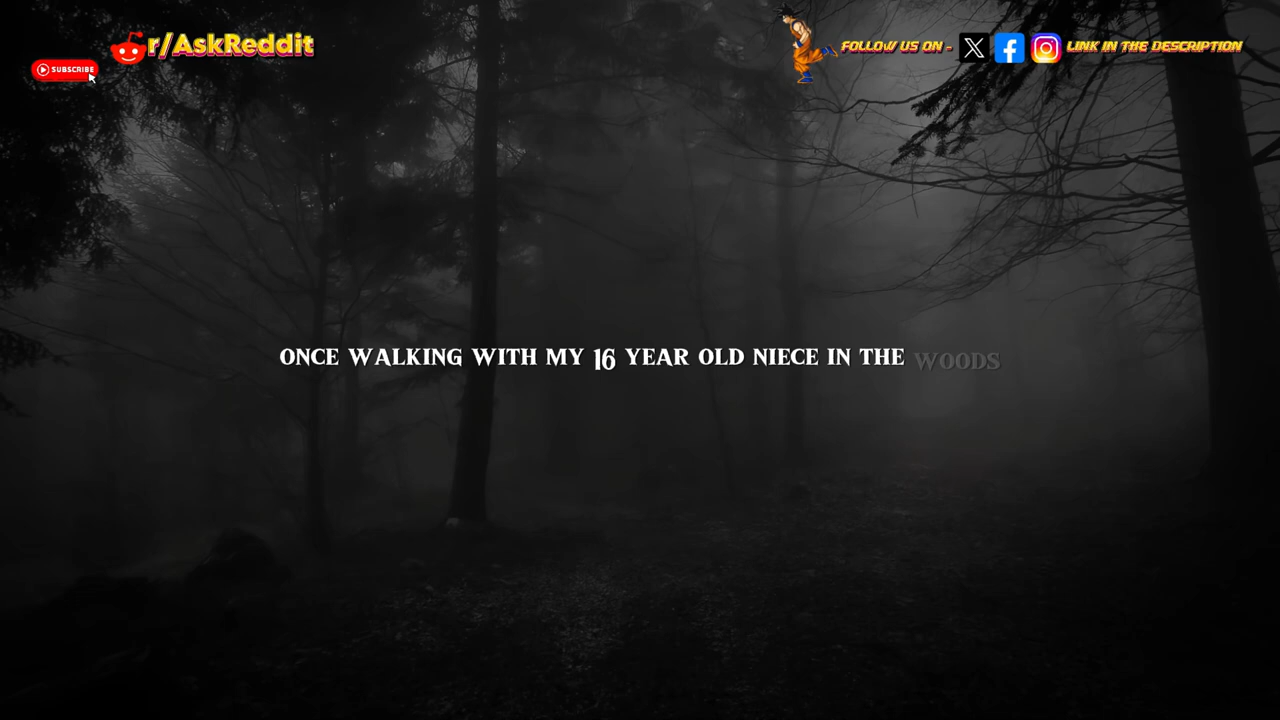 r/AskReddit
SUBSCRIBE
FOLLOW US ON - LINK IN THE DESCRIPTION
ONCE WALKING WITH MY 16 YEAR OLD NIECE IN THE WOODS